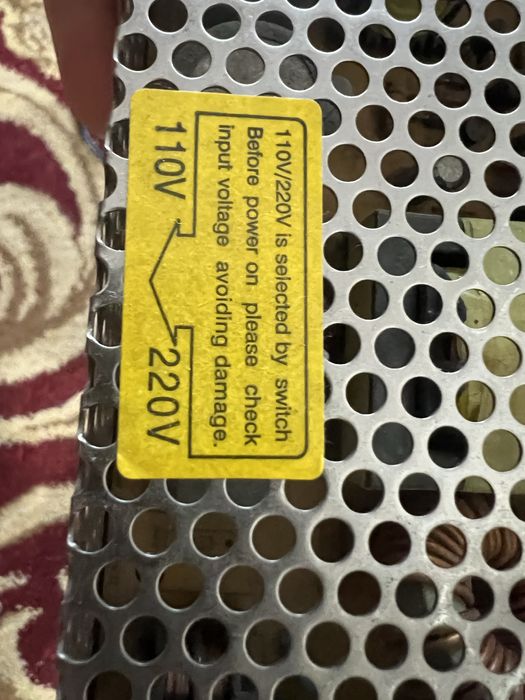 110V/220V is selected by switch
Before power on please check
input voltage avoiding damage.
110V 220V